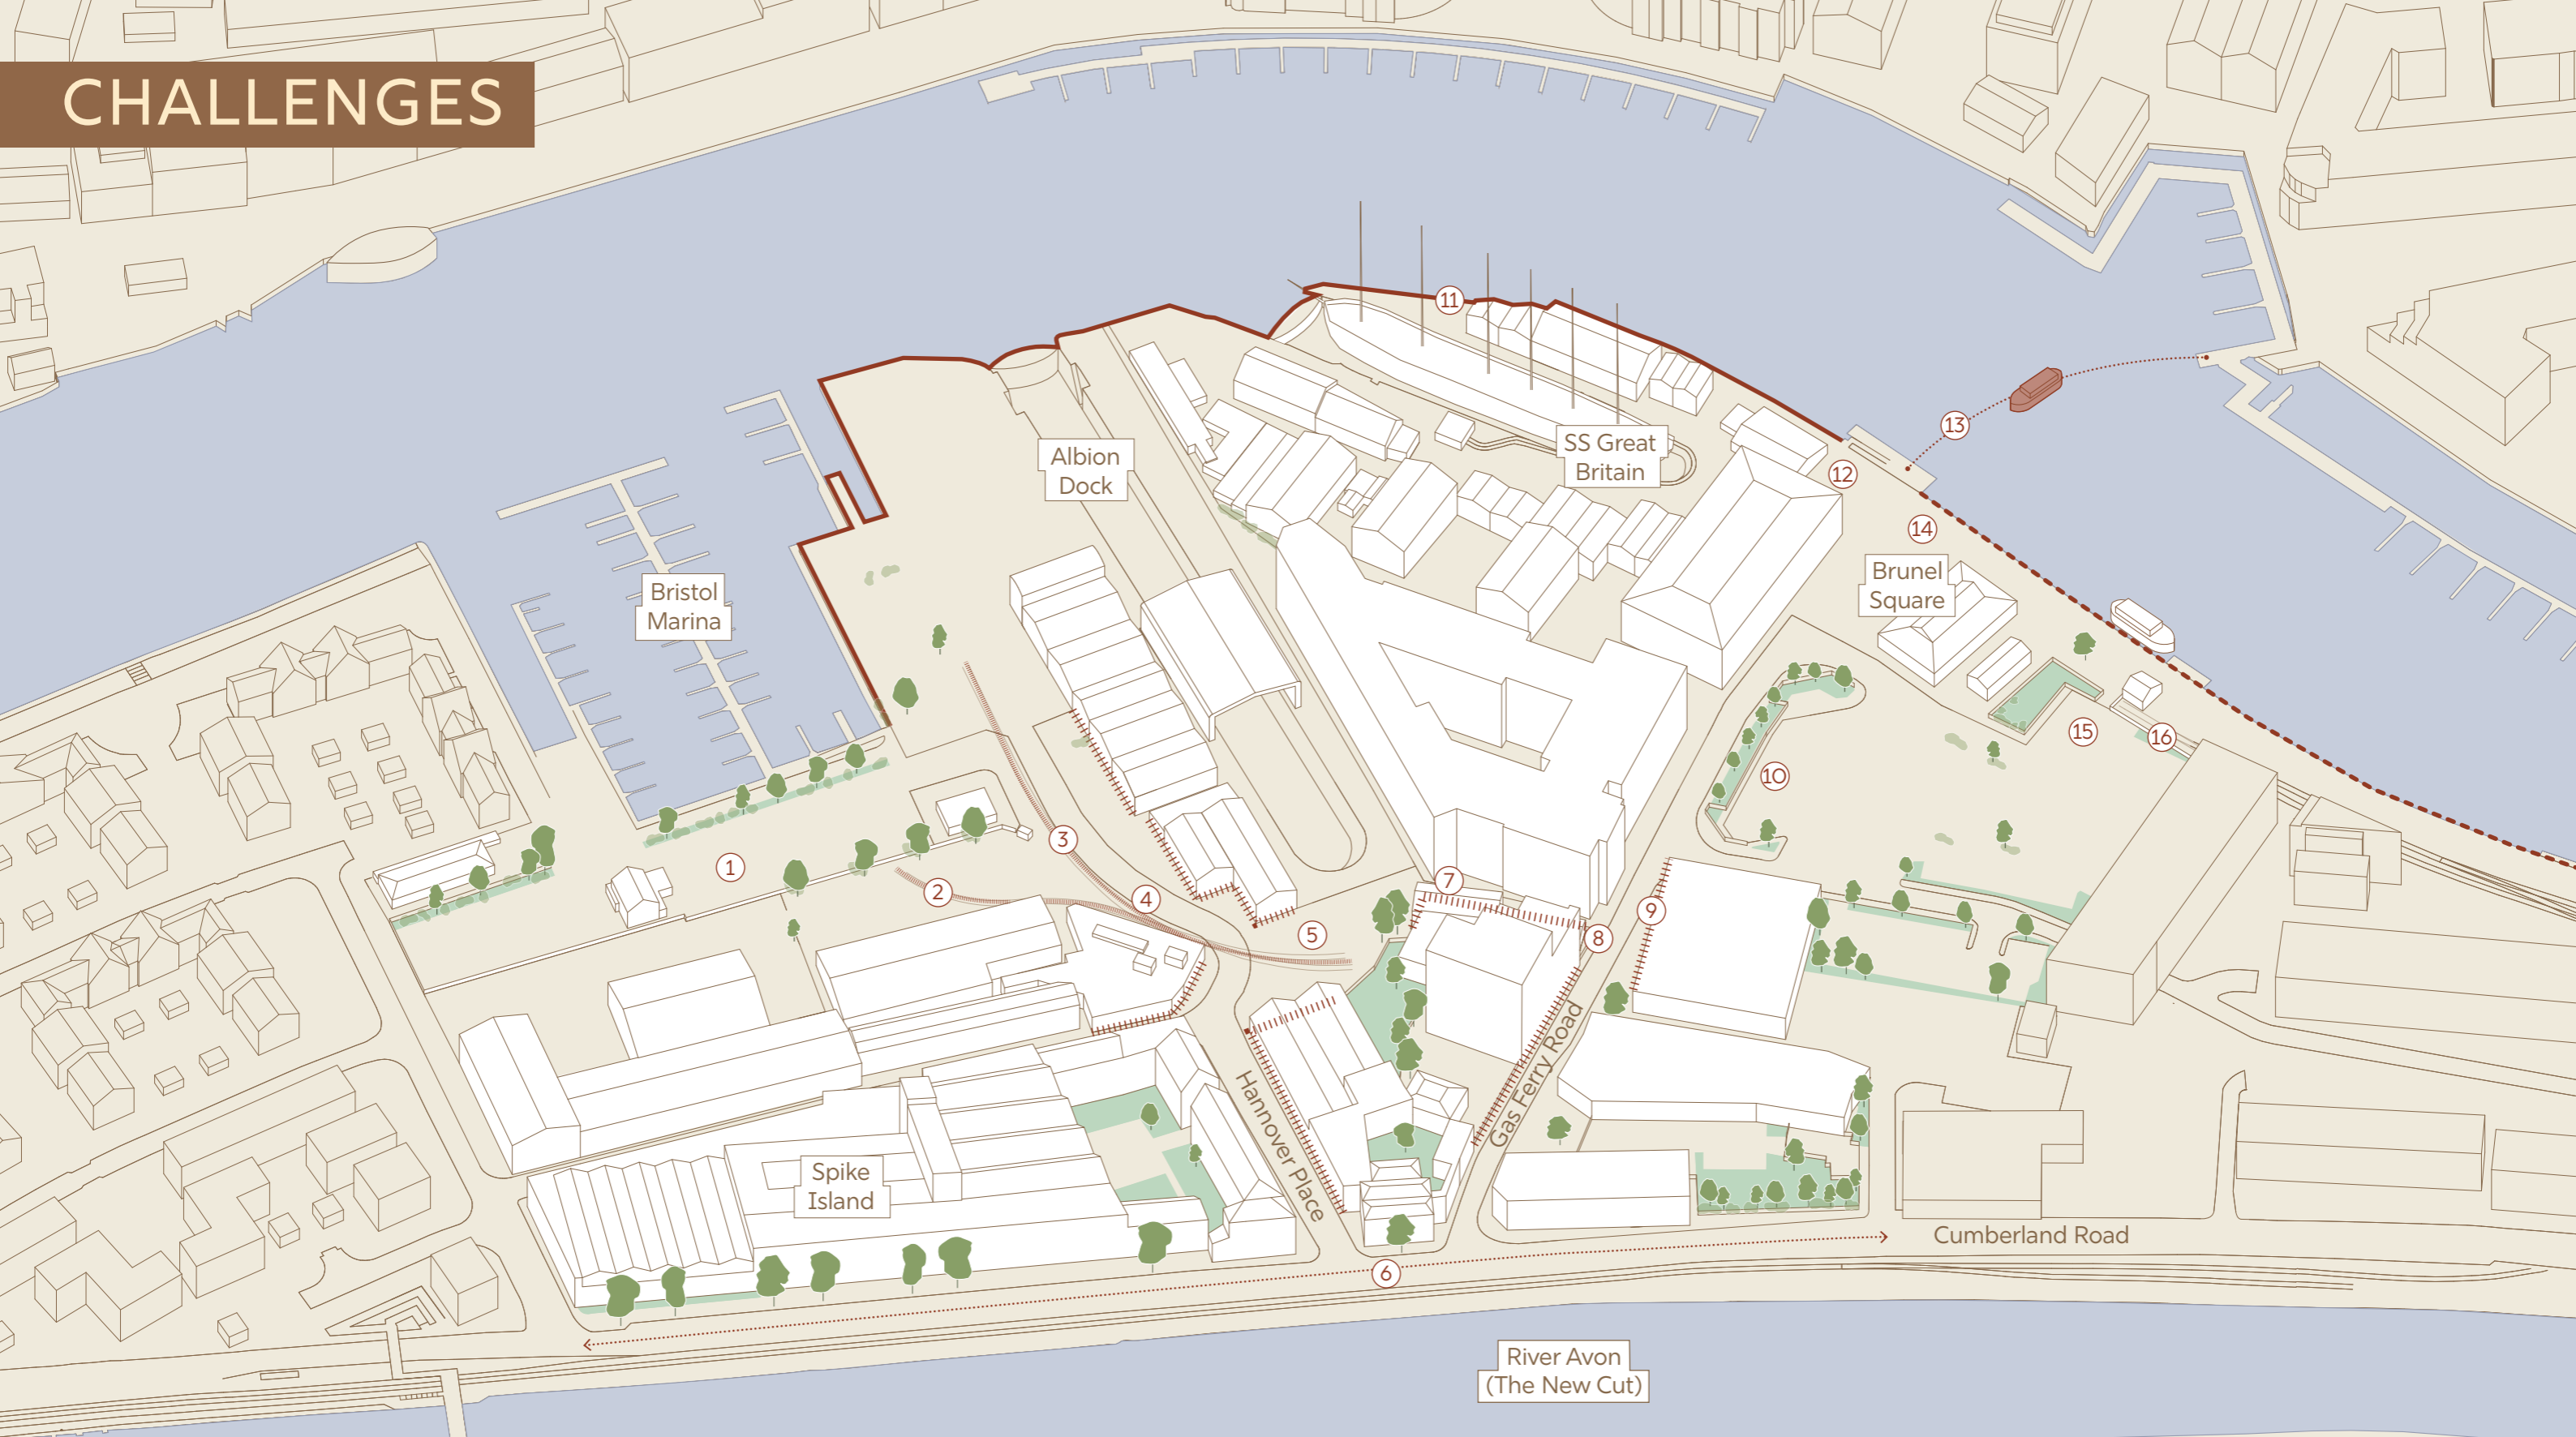 CHALLENGES
11
13
Albion
Dock
SS Great
Britain
12
14
Bristol
Marina
Brunel
Square
15
16
10
3
1
7
2
4
9
5
8
Gas Ferry Road
Hannover Place
Spike
Island
Cumberland Road
6
River Avon
(The New Cut)